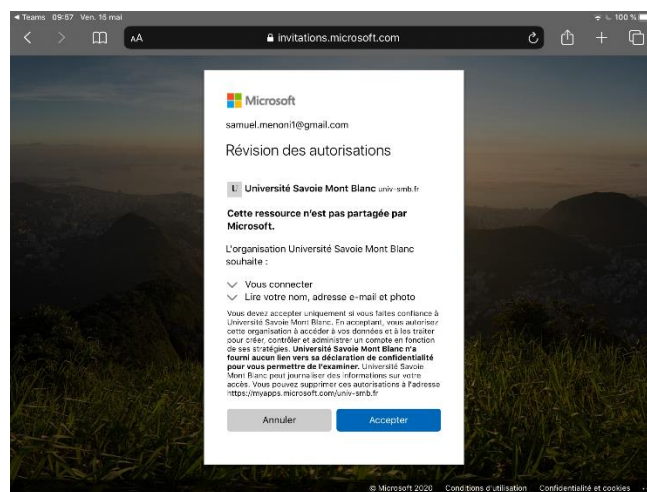 Teams 09:57 Ven. 15 mai 100 %
AA invitations.microsoft.com
Microsoft
samuel.menoni1@gmail.com
Révision des autorisations
U Université Savoie Mont Blanc univ-smb.fr
Cette ressource n'est pas partagée par
Microsoft.
L'organisation Université Savoie Mont Blanc
souhaite :
Vous connecter
Lire votre nom, adresse e-mail et photo
Vous devez accepter uniquement si vous faites confiance à
Université Savoie Mont Blanc. En acceptant, vous autorisez
cette organisation à accéder à vos données et à les traiter
pour créer, contrôler et administrer un compte en fonction
de ses stratégies. Université Savoie Mont Blanc n'a
fourni aucun lien vers sa déclaration de confidentialité
pour vous permettre de l'examiner. Université Savoie
Mont Blanc peut journaliser des informations sur votre
accès. Vous pouvez supprimer ces autorisations à l'adresse
https://myapps.microsoft.com/univ-smb.fr
Annuler Accepter
© Microsoft 2020 Conditions d'utilisation Confidentialité et cookies